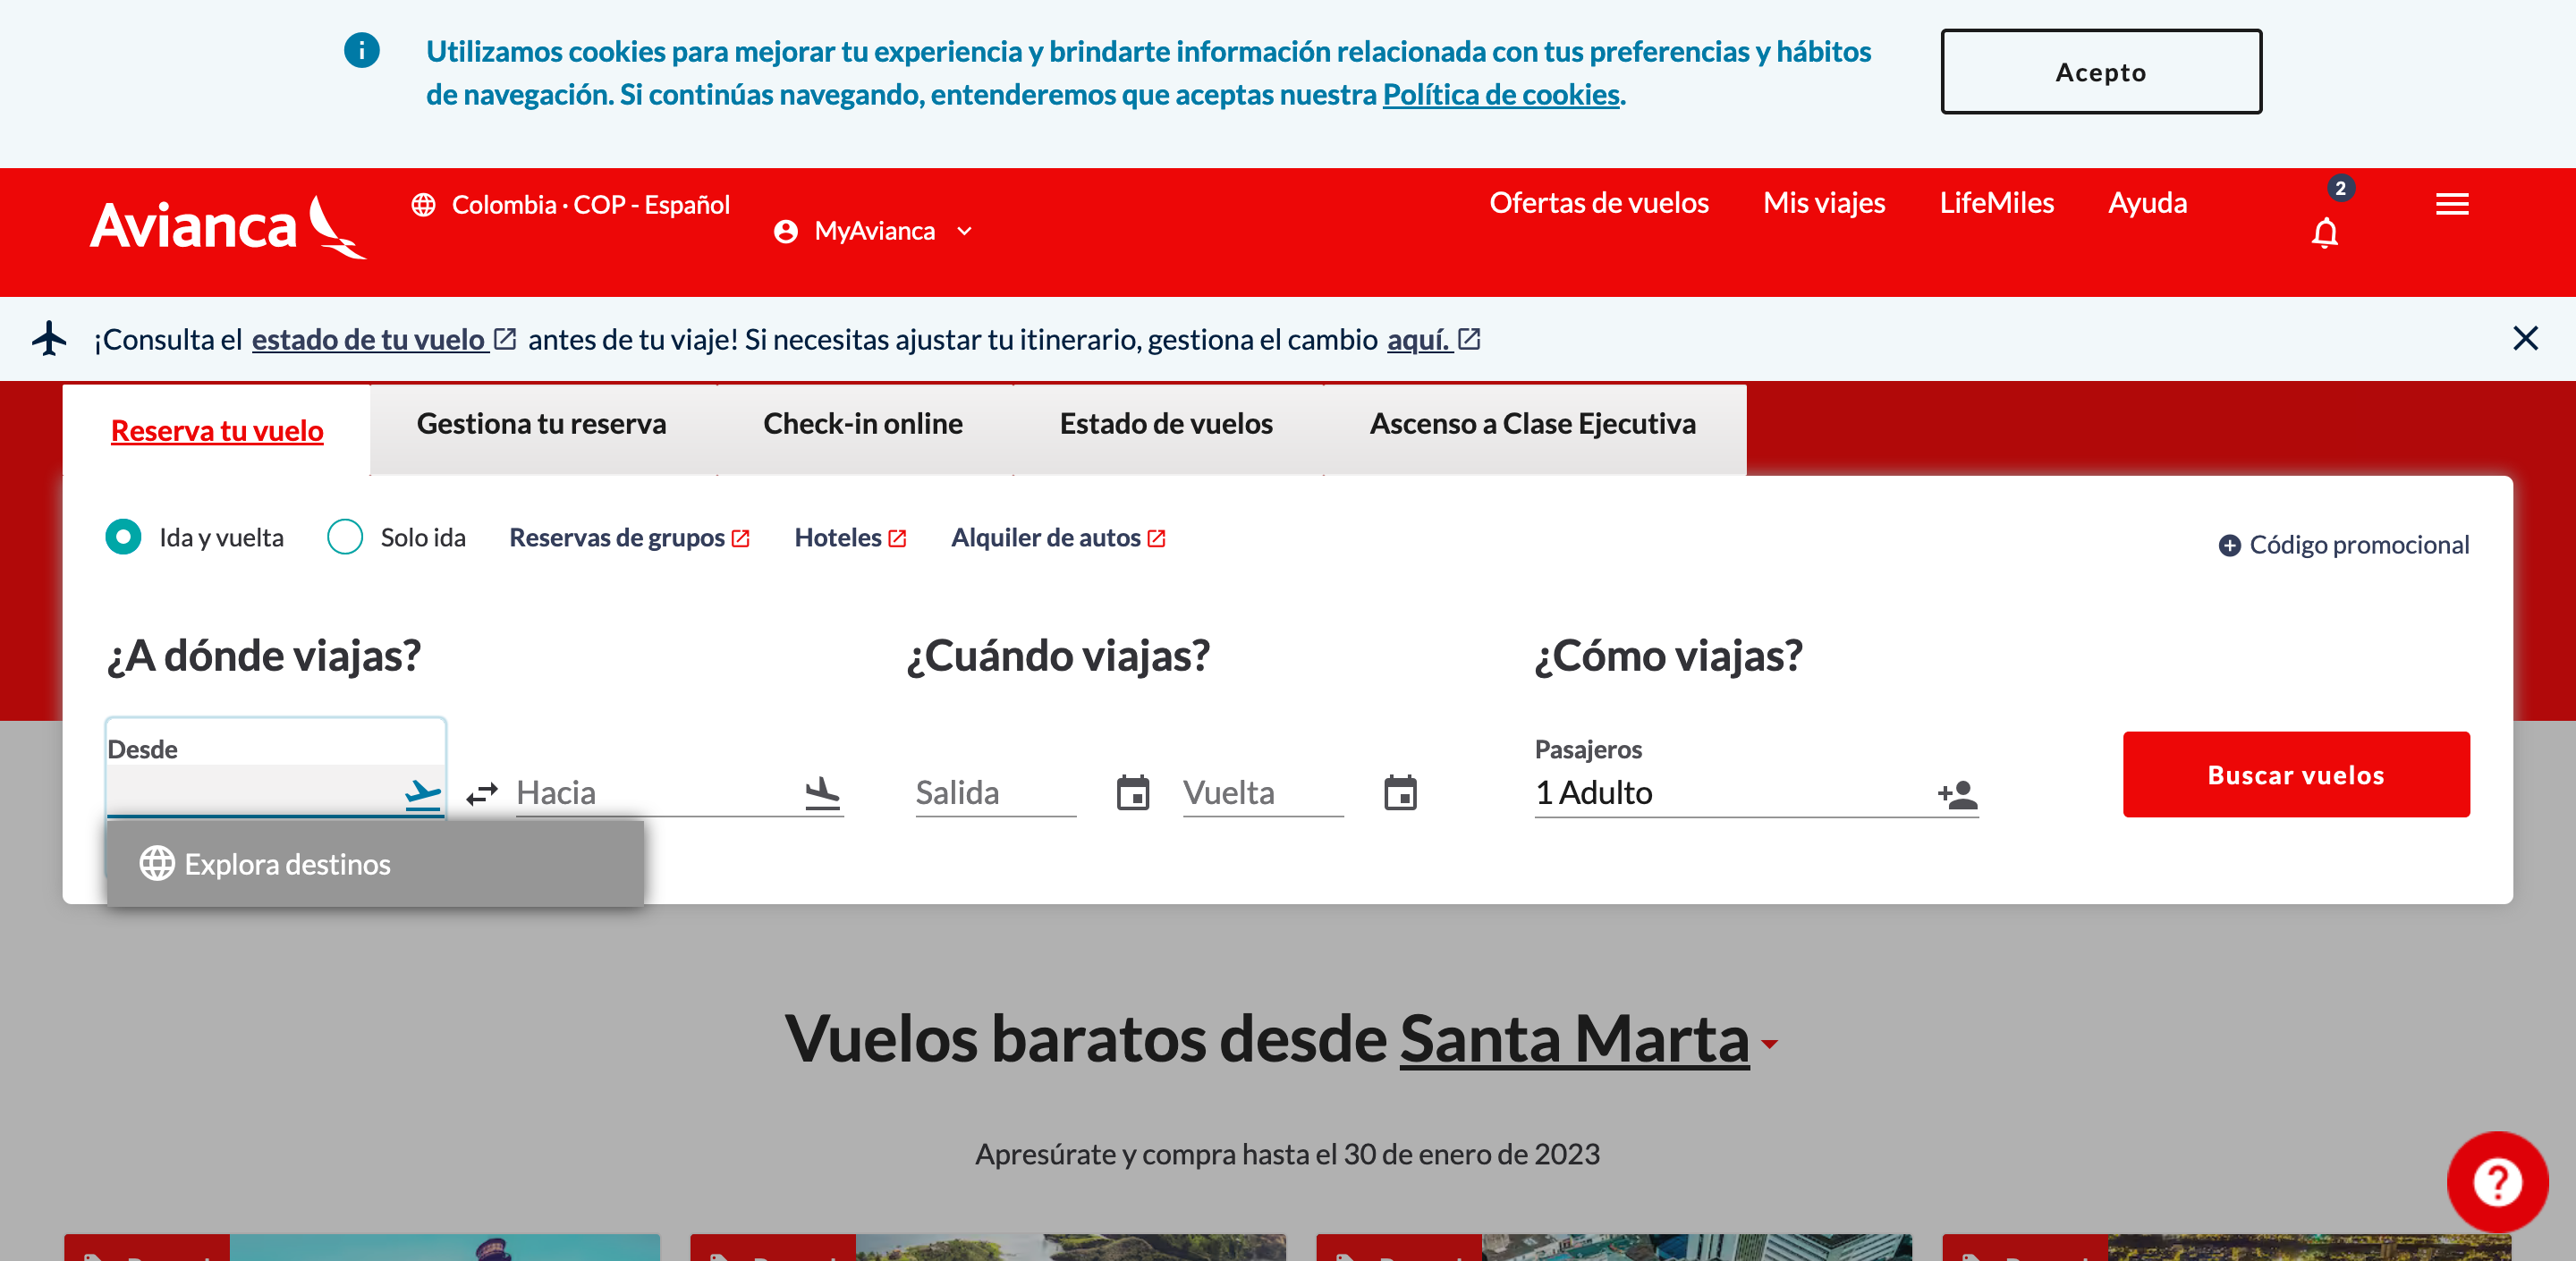 Utilizamos cookies para mejorar tu experiencia y brindarte información relacionada con tus preferencias y hábitos
de navegación. Si continúas navegando, entenderemos que aceptas nuestra Política de cookies.
Acepto
Avianca
Colombia · COP - Español
MyAvianca
Ofertas de vuelos
Mis viajes
LifeMiles
Ayuda
2
¡Consulta el estado de tu vuelo antes de tu viaje! Si necesitas ajustar tu itinerario, gestiona el cambio aquí.
Reserva tu vuelo
Gestiona tu reserva
Check-in online
Estado de vuelos
Ascenso a Clase Ejecutiva
Ida y vuelta
Solo ida
Reservas de grupos
Hoteles
Alquiler de autos
Código promocional
¿A dónde viajas?
¿Cuándo viajas?
¿Cómo viajas?
Desde
Hacia
Salida
Vuelta
Pasajeros
1 Adulto
Buscar vuelos
Explora destinos
Vuelos baratos desde Santa Marta
Apresúrate y compra hasta el 30 de enero de 2023